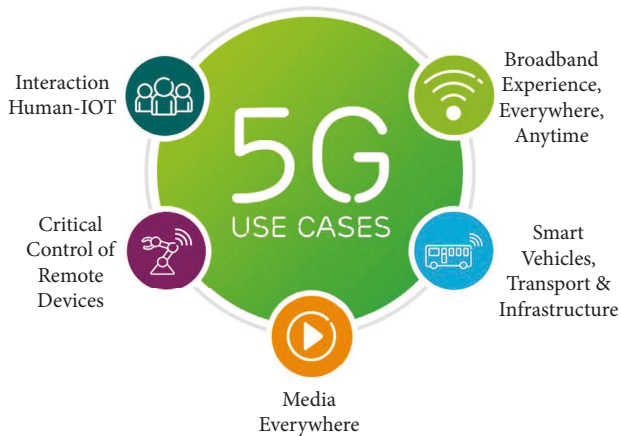 Interaction
Human-IOT
Broadband
Experience,
Everywhere,
Anytime
5G
USE CASES
Critical
Control of
Remote
Devices
Smart
Vehicles,
Transport &
Infrastructure
Media
Everywhere